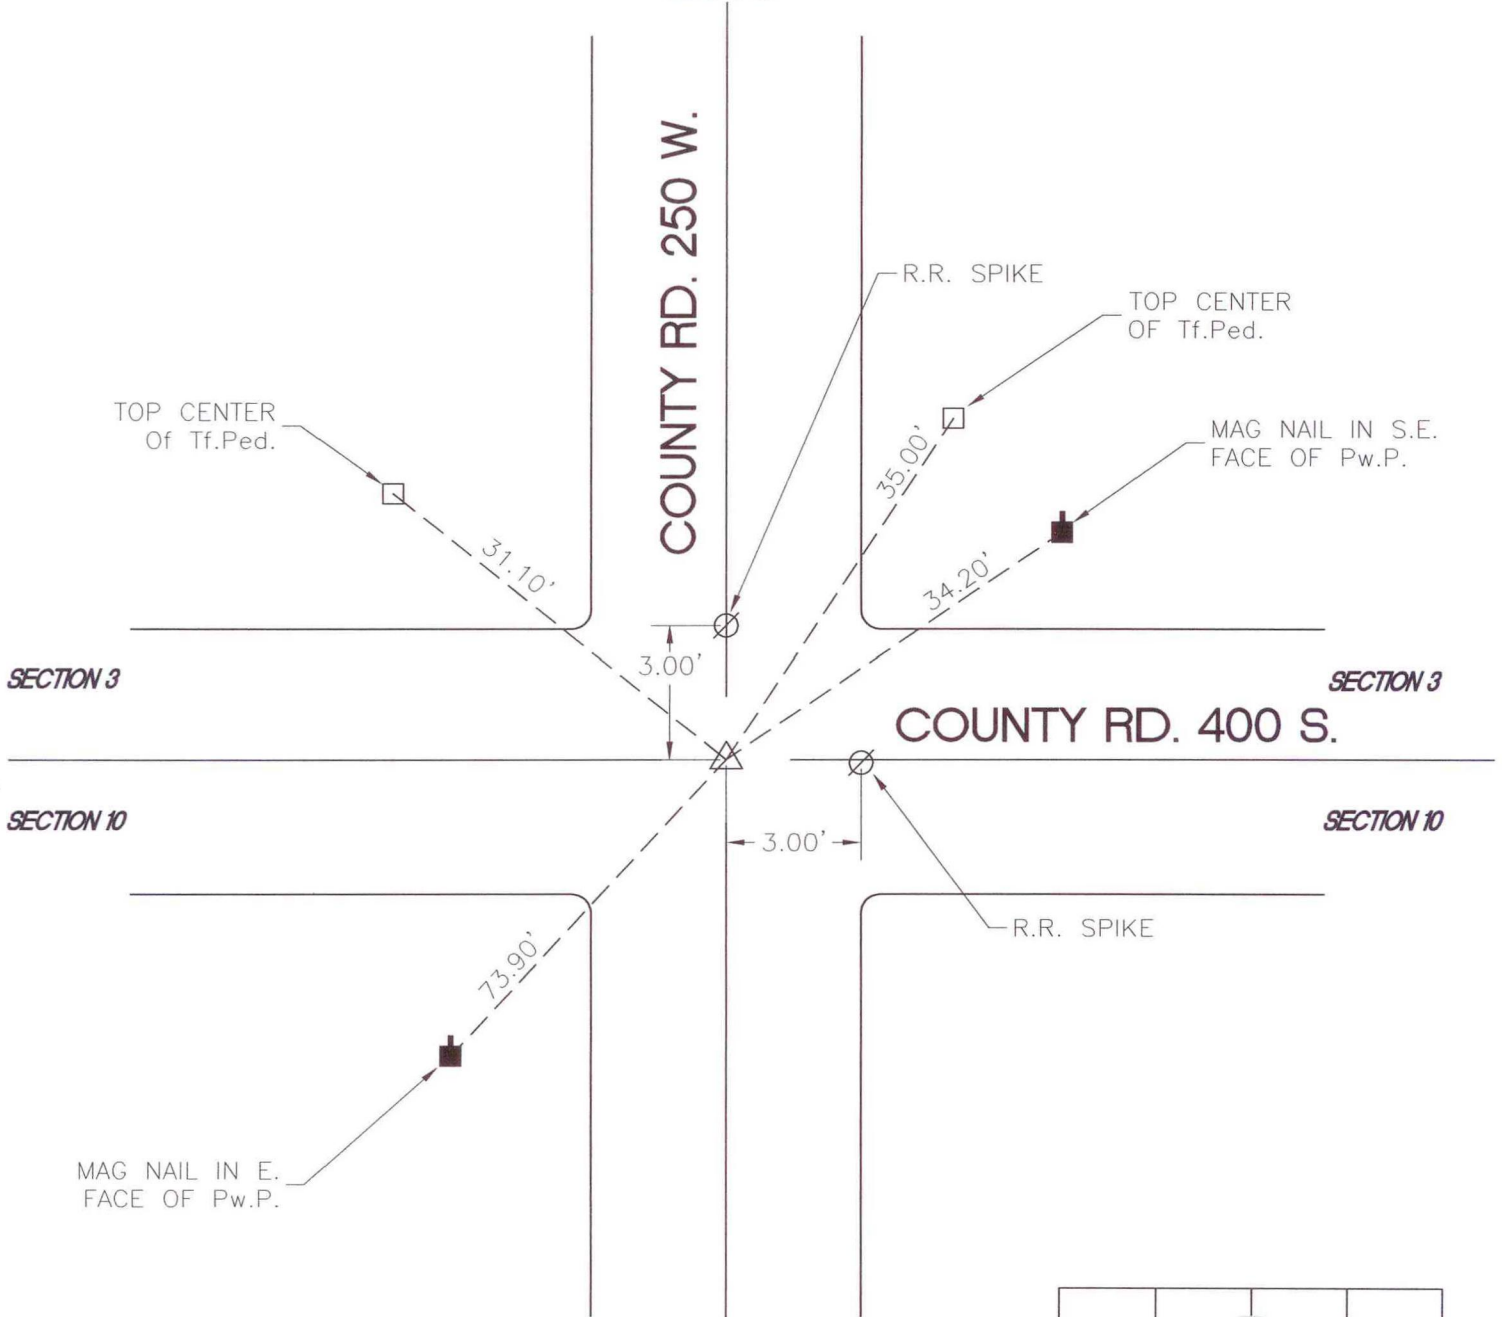 COUNTY RD. 250 W.
R.R. SPIKE
TOP CENTER
OF Tf.Ped.
TOP CENTER
Of Tf.Ped.
MAG NAIL IN S.E.
FACE OF Pw.P.
35.00'
31.10'
34.20'
3.00'
SECTION 3
SECTION 3
COUNTY RD. 400 S.
SECTION 10
SECTION 10
3.00'
R.R. SPIKE
73.90'
MAG NAIL IN E.
FACE OF Pw.P.